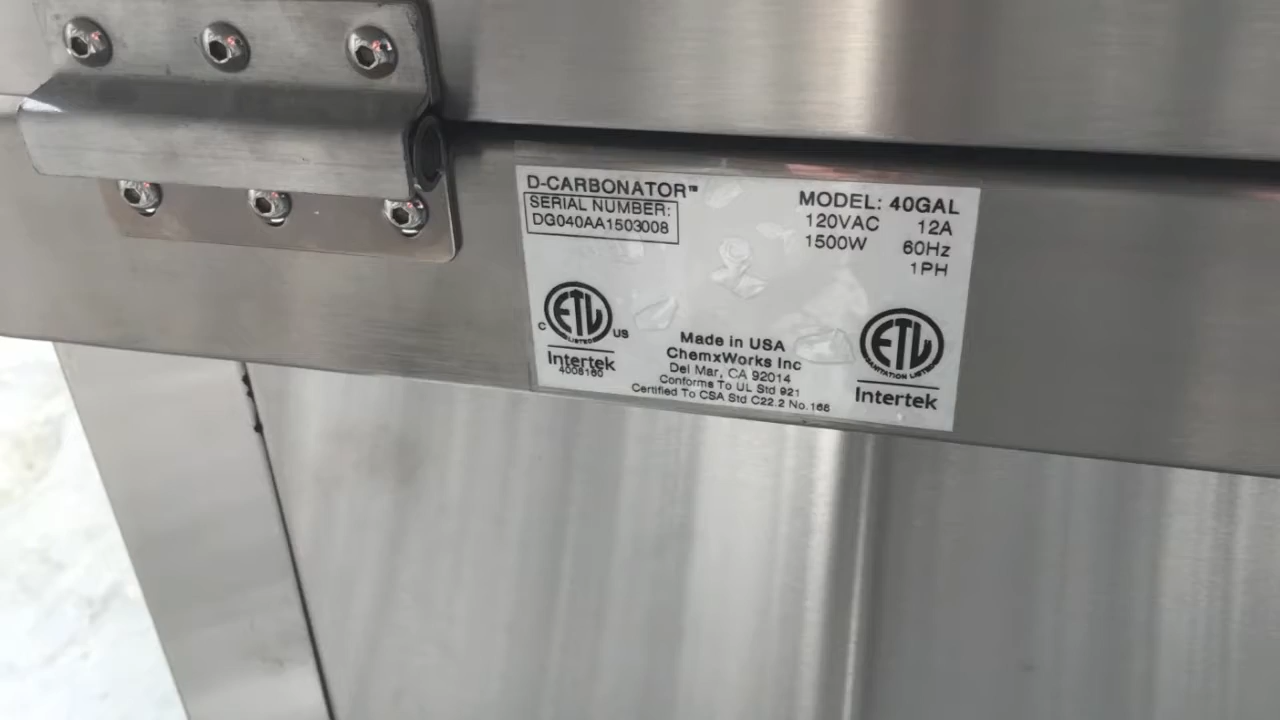 D-CARBONATOR™
SERIAL NUMBER:
DG040AA1503008
MODEL: 40GAL
120VAC 12A
1500W 60Hz
1PH
C ETL US
LISTED
Intertek
4008180
Made in USA
ChemxWorks Inc
Del Mar, CA 92014
Conforms To UL Std 921
Certified To CSA Std C22.2 No.168
ETL
SANITATION LISTED
Intertek